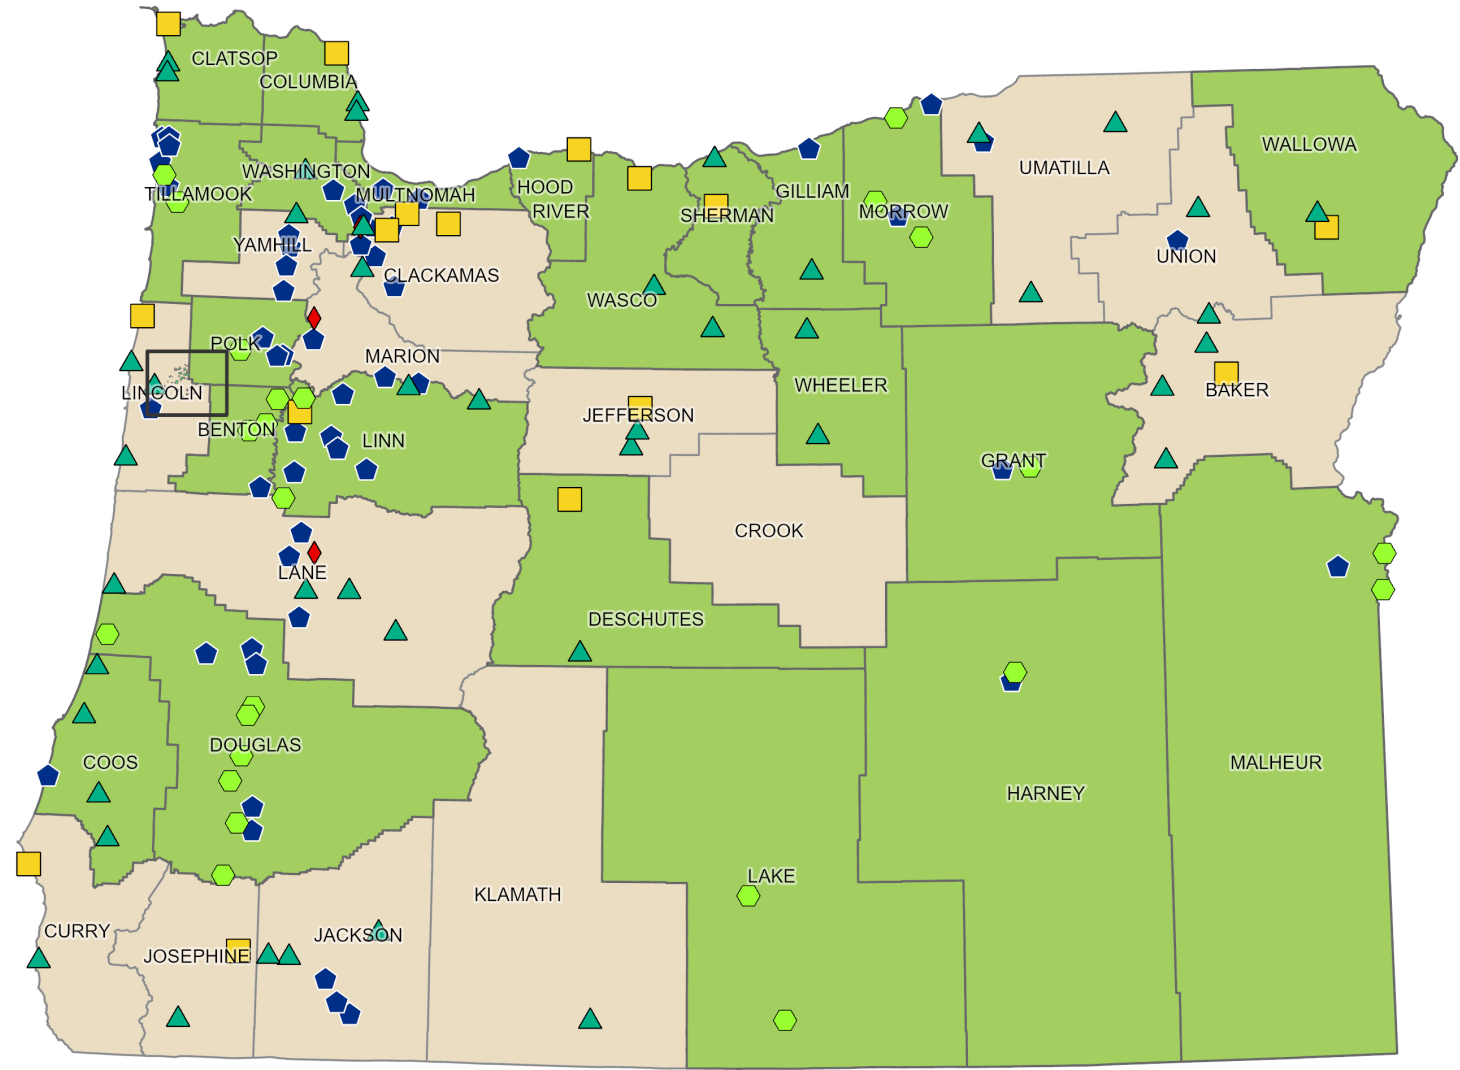 CLATSOP
COLUMBIA
WALLOWA
UMATILLA
WASHINGTON
TILLAMOOK
MULTNOMAH
HOOD
RIVER
GILLIAM
MORROW
SHERMAN
YAMHILL
UNION
CLACKAMAS
WASCO
POLK
MARION
WHEELER
BAKER
LINCOLN
JEFFERSON
BENTON
LINN
GRANT
CROOK
LANE
DESCHUTES
DOUGLAS
COOS
MALHEUR
HARNEY
LAKE
KLAMATH
CURRY
JACKSON
JOSEPHINE